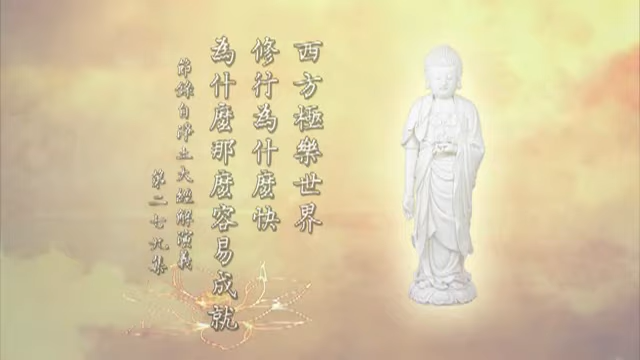 西方極樂世界
修行為什麼快
為什麼那麼容易成就
節錄自淨土大經解演義
第二七九集